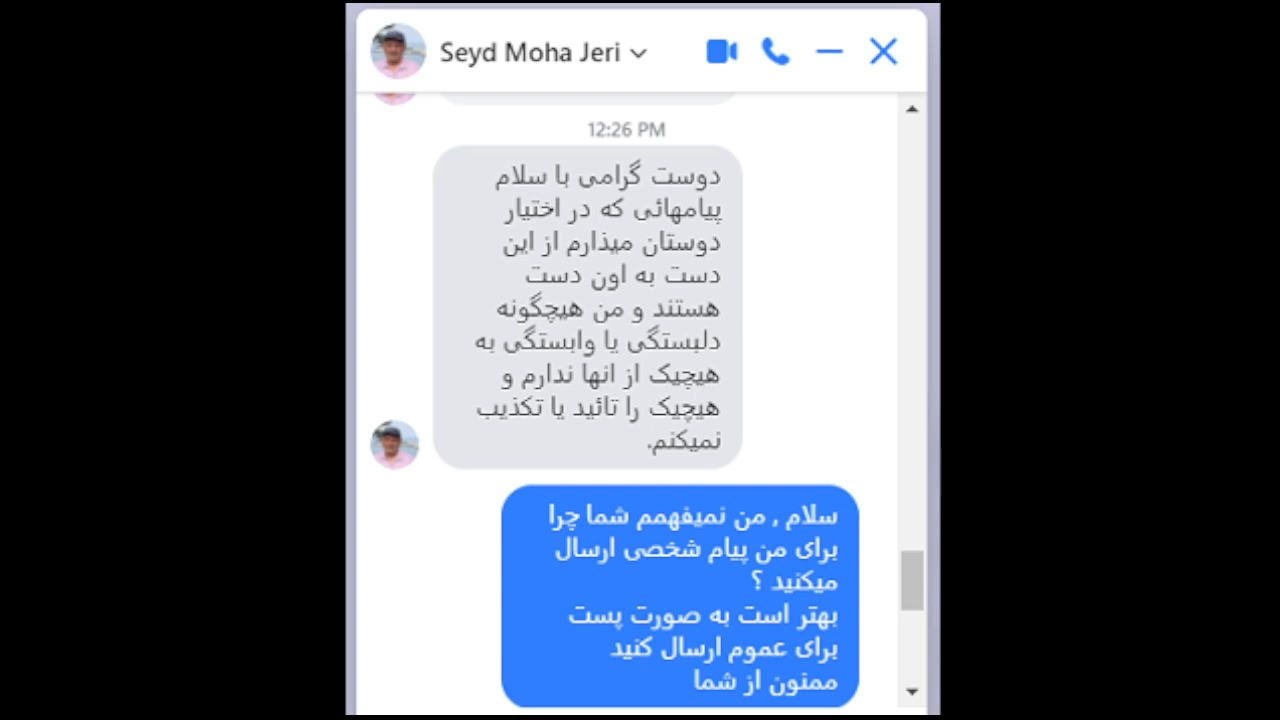 Seyd Moha Jeri
12:26 PM
دوست گرامی با سلام
پیامهائی که در اختیار
دوستان میذارم از این
دست به اون دست
هستند و من هیچگونه
دلبستگی یا وابستگی به
هیچیک از انها ندارم و
هیچیک را تائید یا تکذیب
نمیکنم.
سلام , من نمیفهمم شما چرا
برای من پیام شخصی ارسال
میکنید ؟
بهتر است به صورت پست
برای عموم ارسال کنید
ممنون از شما